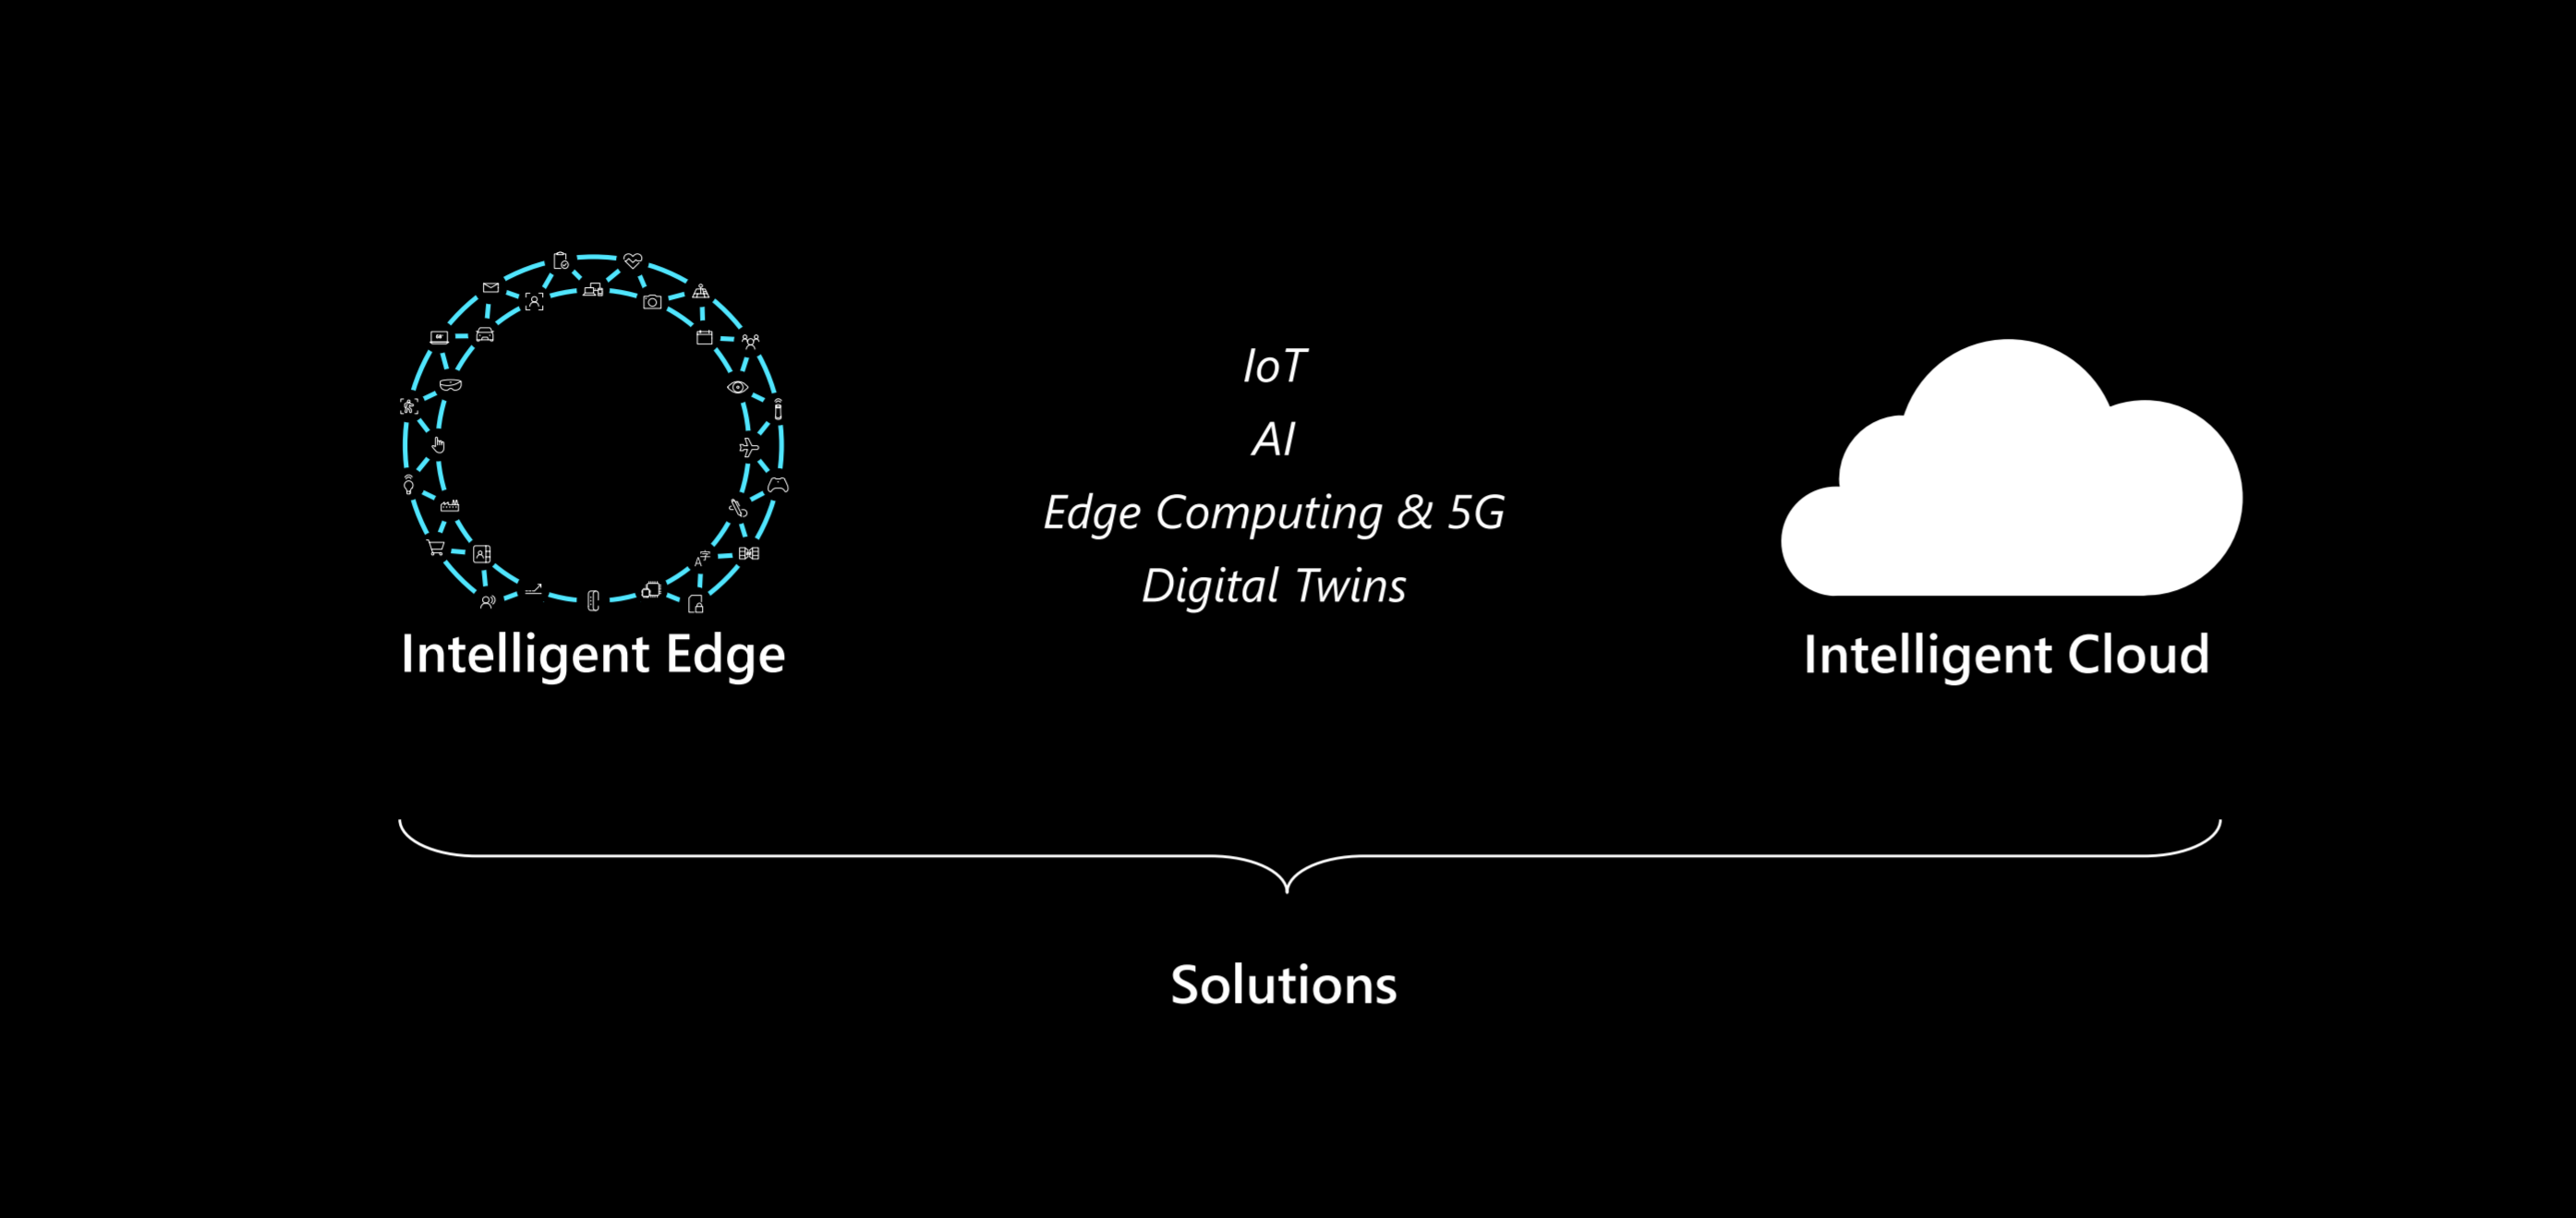 IoT
AI
Edge Computing & 5G
Digital Twins
Intelligent Edge
Intelligent Cloud
Solutions